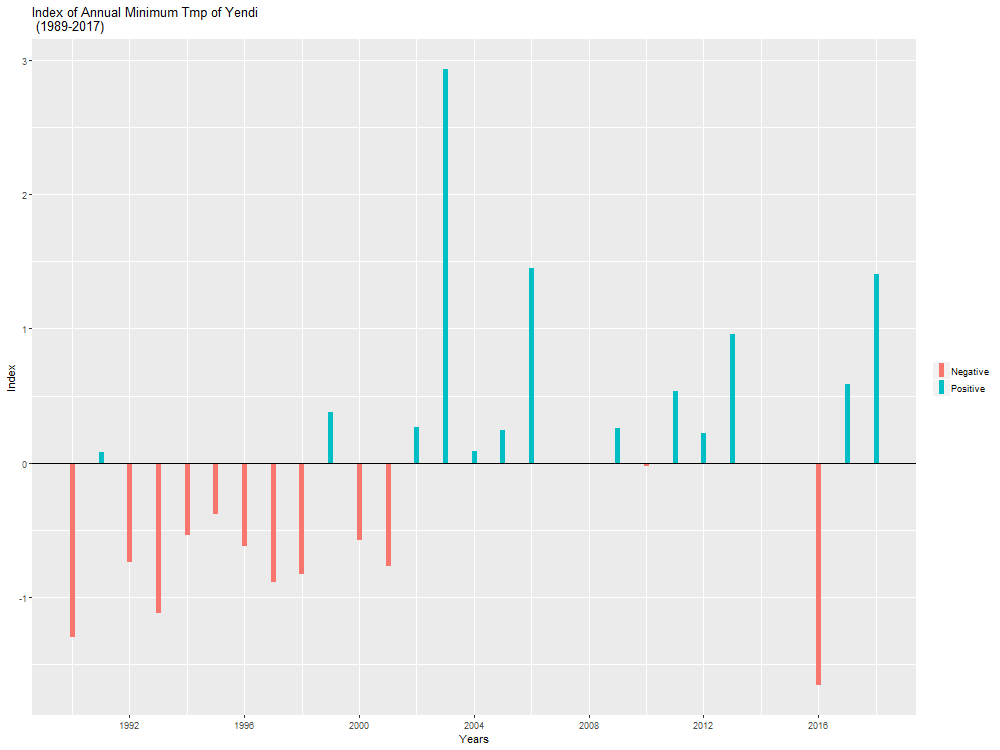 Index of Annual Minimum Tmp of Yendi
(1989-2017)
3
2
1
0
-1
Index
1992 1996 2000 2004 2008 2012 2016
Years
Negative
Positive